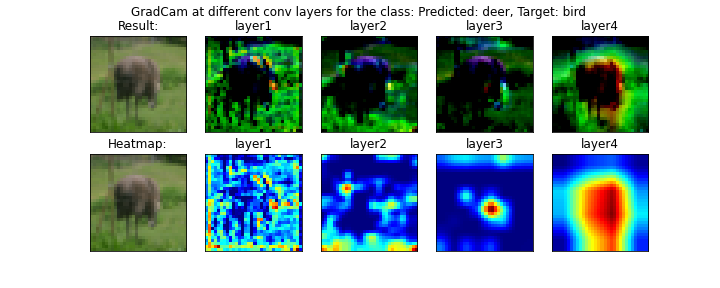 GradCam at different conv layers for the class: Predicted: deer, Target: bird
Result: layer1 layer2 layer3 layer4
Heatmap: layer1 layer2 layer3 layer4